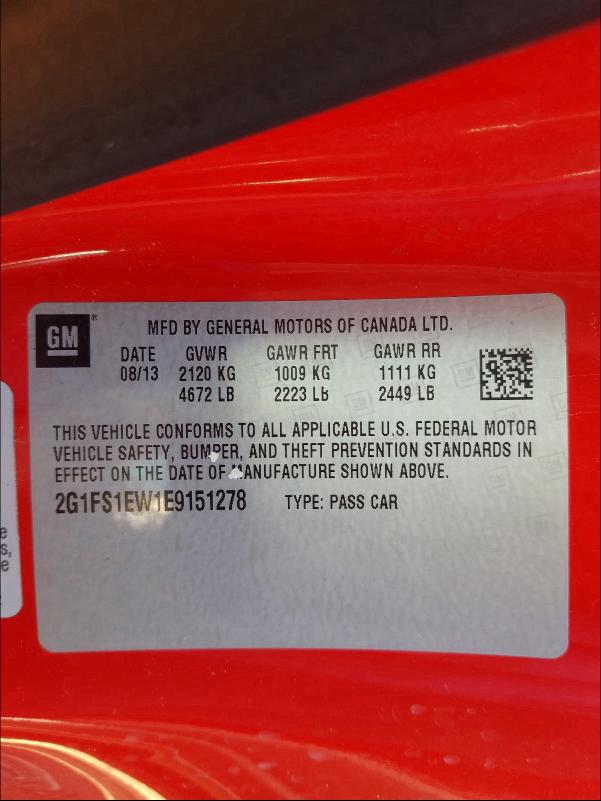 GM
®
MFD BY GENERAL MOTORS OF CANADA LTD.
DATE GVWR GAWR FRT GAWR RR
08/13 2120 KG 1009 KG 1111 KG
4672 LB 2223 LB 2449 LB
THIS VEHICLE CONFORMS TO ALL APPLICABLE U.S. FEDERAL MOTOR
VEHICLE SAFETY, BUMPER, AND THEFT PREVENTION STANDARDS IN
EFFECT ON THE DATE OF MANUFACTURE SHOWN ABOVE.
2G1FS1EW1E9151278 TYPE: PASS CAR